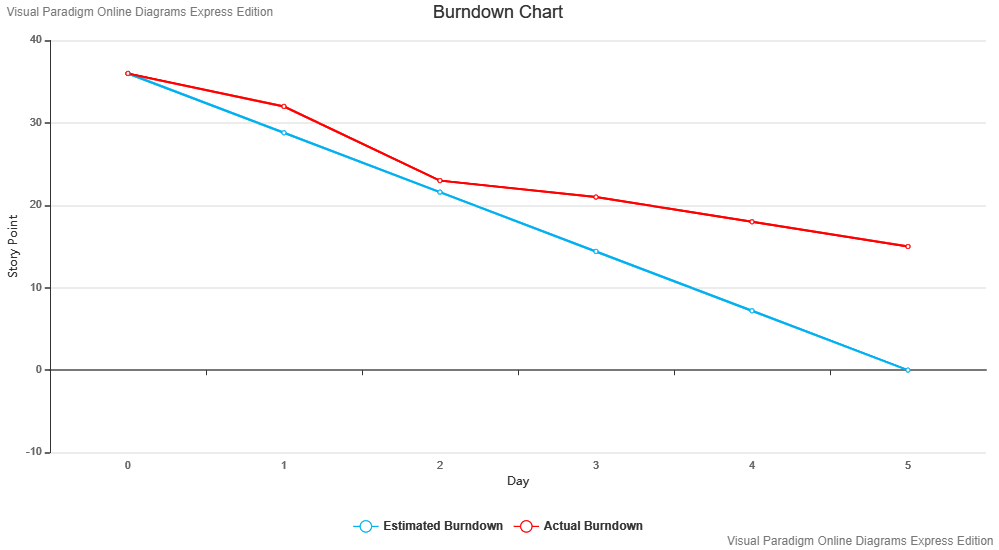 Visual Paradigm Online Diagrams Express Edition
Burndown Chart
40
30
20
10
0
-10
Story Point
0 1 2 3 4 5
Day
Estimated Burndown Actual Burndown
Visual Paradigm Online Diagrams Express Edition